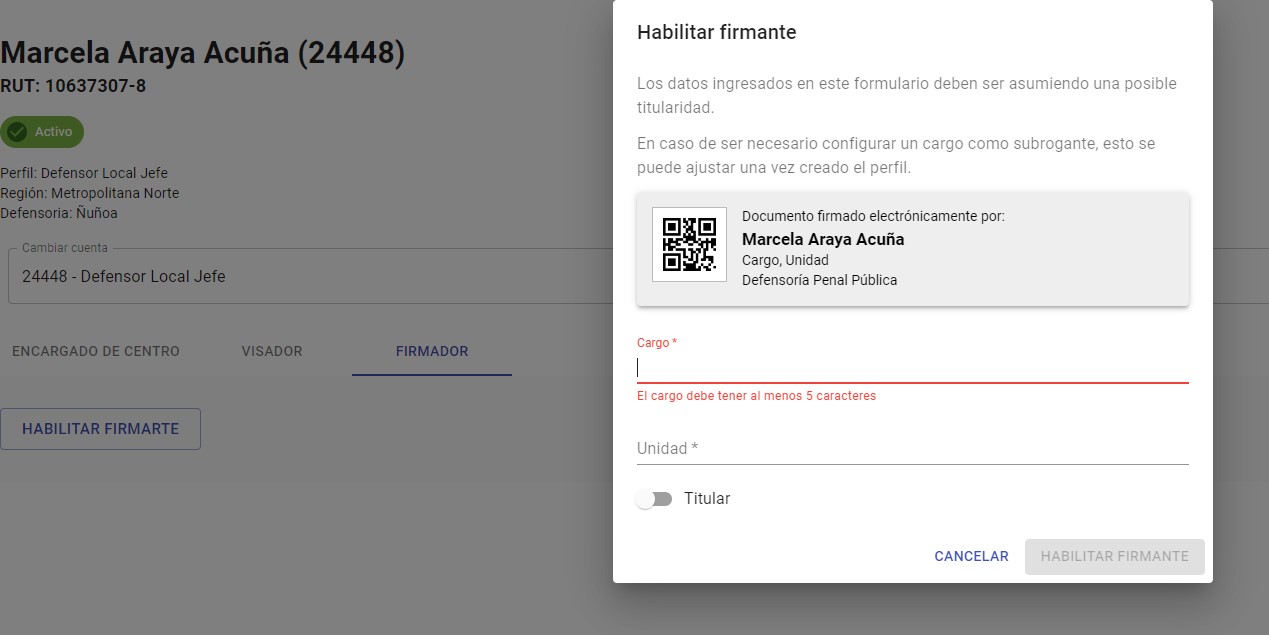 Marcela Araya Acuña (24448)
RUT: 10637307-8
Activo
Perfil: Defensor Local Jefe
Región: Metropolitana Norte
Defensoria: Ñuñoa
Cambiar cuenta
24448 - Defensor Local Jefe
ENCARGADO DE CENTRO VISADOR FIRMADOR
HABILITAR FIRMARTE
Habilitar firmante
Los datos ingresados en este formulario deben ser asumiendo una posible
titularidad.
En caso de ser necesario configurar un cargo como subrogante, esto se
puede ajustar una vez creado el perfil.
Documento firmado electrónicamente por:
Marcela Araya Acuña
Cargo, Unidad
Defensoría Penal Pública
Cargo *
El cargo debe tener al menos 5 caracteres
Unidad *
Titular
CANCELAR HABILITAR FIRMANTE